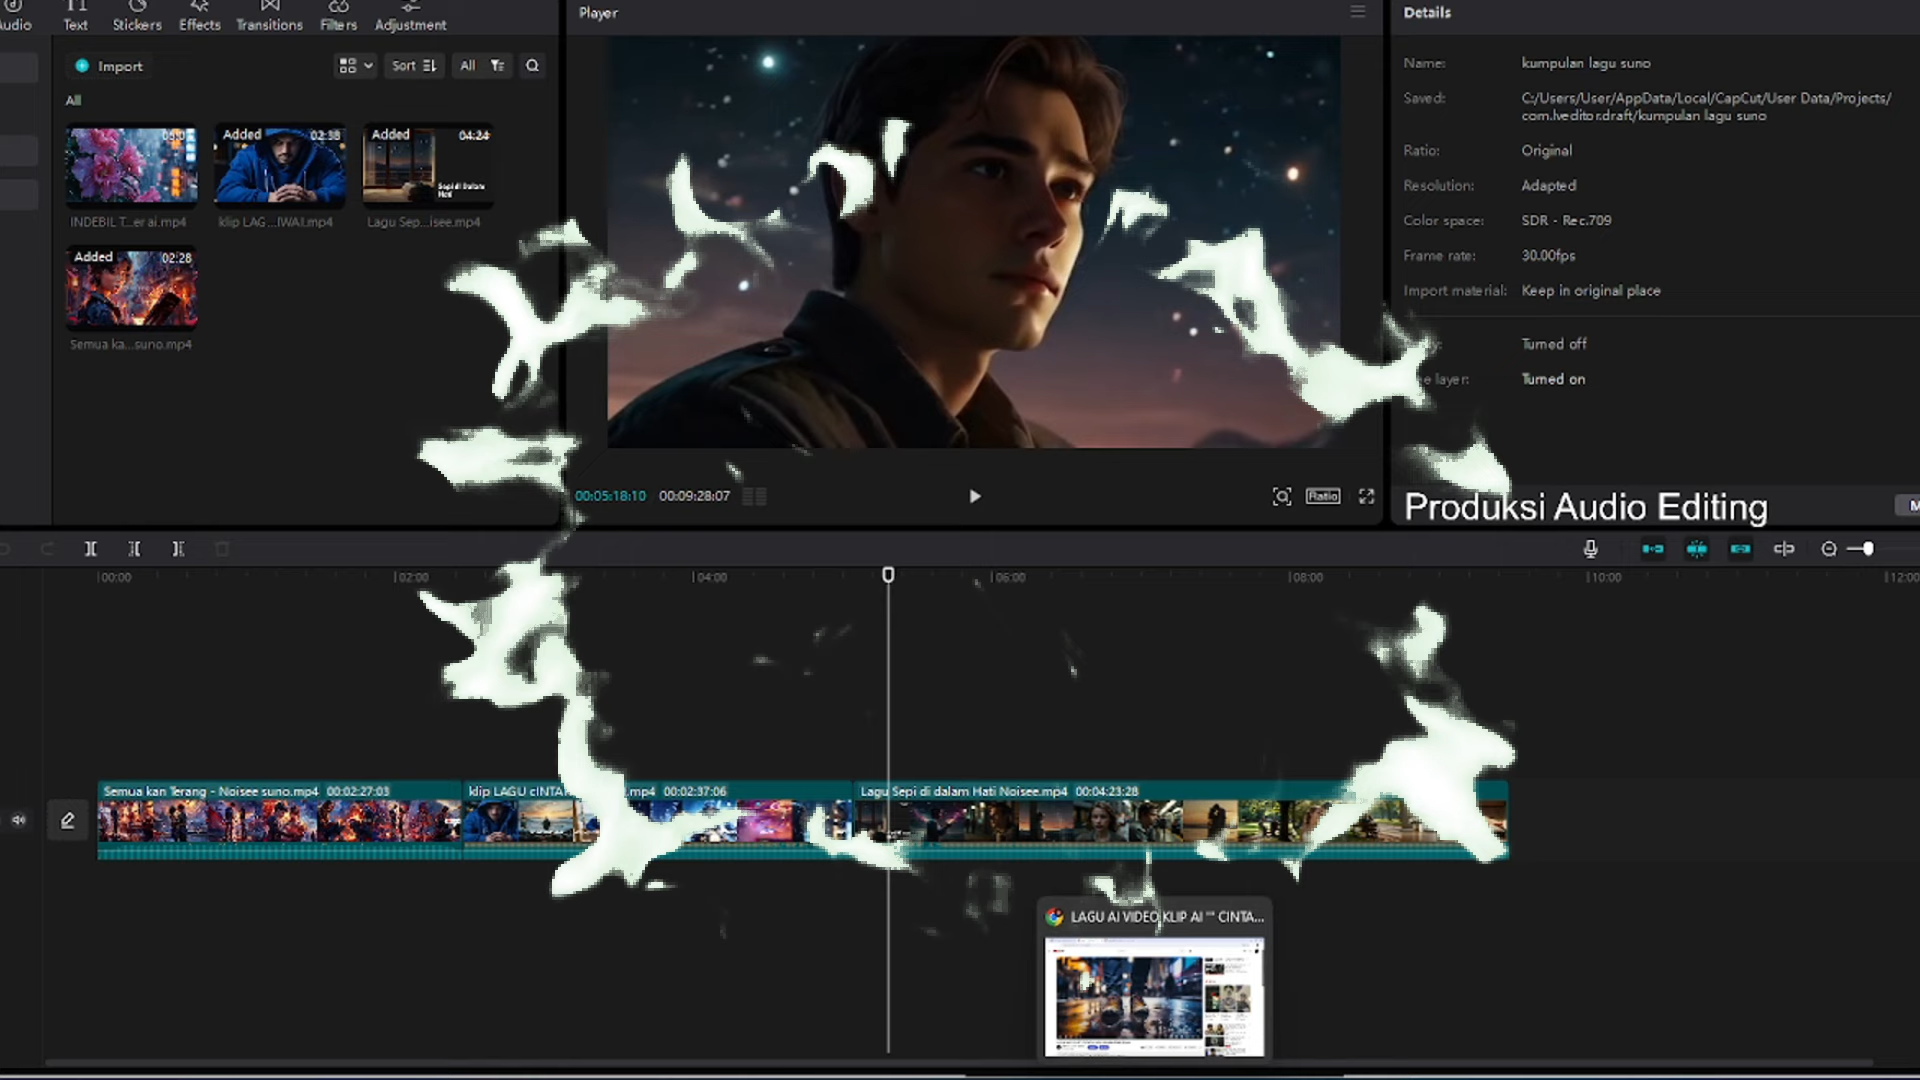 Audio
Text
Stickers
Effects
Transitions
Filters
Adjustment
Import
Sort
All
All
Added 02:38
Added 04:24
INDEBIL T...er ai.mp4
klip LAG...IWAI.mp4
Lagu Sep...isee.mp4
Added 02:28
Semua ka...suno.mp4
Player
00:05:18:10 00:09:28:07
Ratio
Details
Name: kumpulan lagu suno
Saved: C:/Users/User/AppData/Local/CapCut/User Data/Projects/
com.lveditor.draft/kumpulan lagu suno
Ratio: Original
Resolution: Adapted
Color space: SDR - Rec.709
Frame rate: 30.00fps
Import material: Keep in original place
Turned off
layer: Turned on
Produksi Audio Editing
00:00
02:00
04:00
06:00
08:00
10:00
12:00
Semua kan Terang - Noisee suno.mp4 00:02:27:03
klip LAGU cINTA .mp4 00:02:37:06
Lagu Sepi di dalam Hati Noisee.mp4 00:04:23:28
LAGU AI VIDEO KLIP AI "" CINTA...